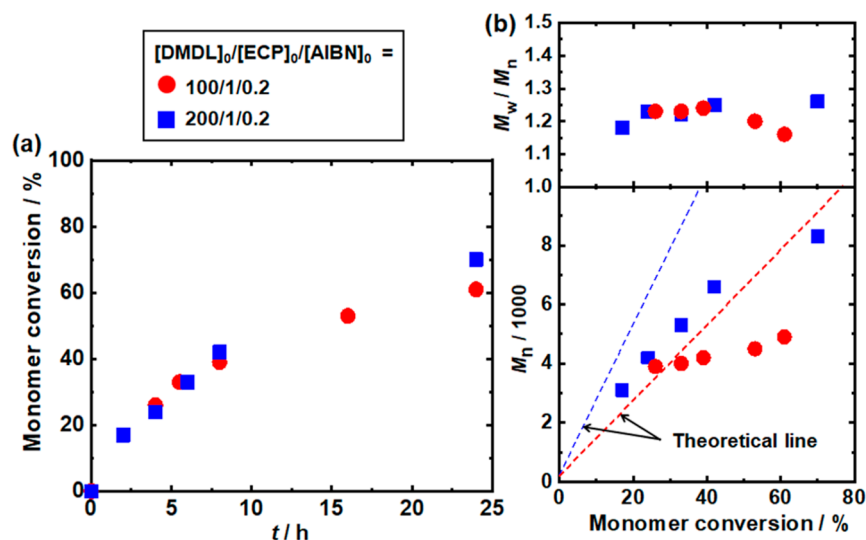 [DMDL]₀/[ECP]₀/[AIBN]₀ =
100/1/0.2
200/1/0.2
(a)
Monomer conversion / %
100
80
60
40
20
0
0 5 10 15 20 25
t / h
(b)
Mw / Mn
1.5
1.4
1.3
1.2
1.1
1.0
Mn / 1000
8
6
4
2
0
Theoretical line
0 20 40 60 80
Monomer conversion / %